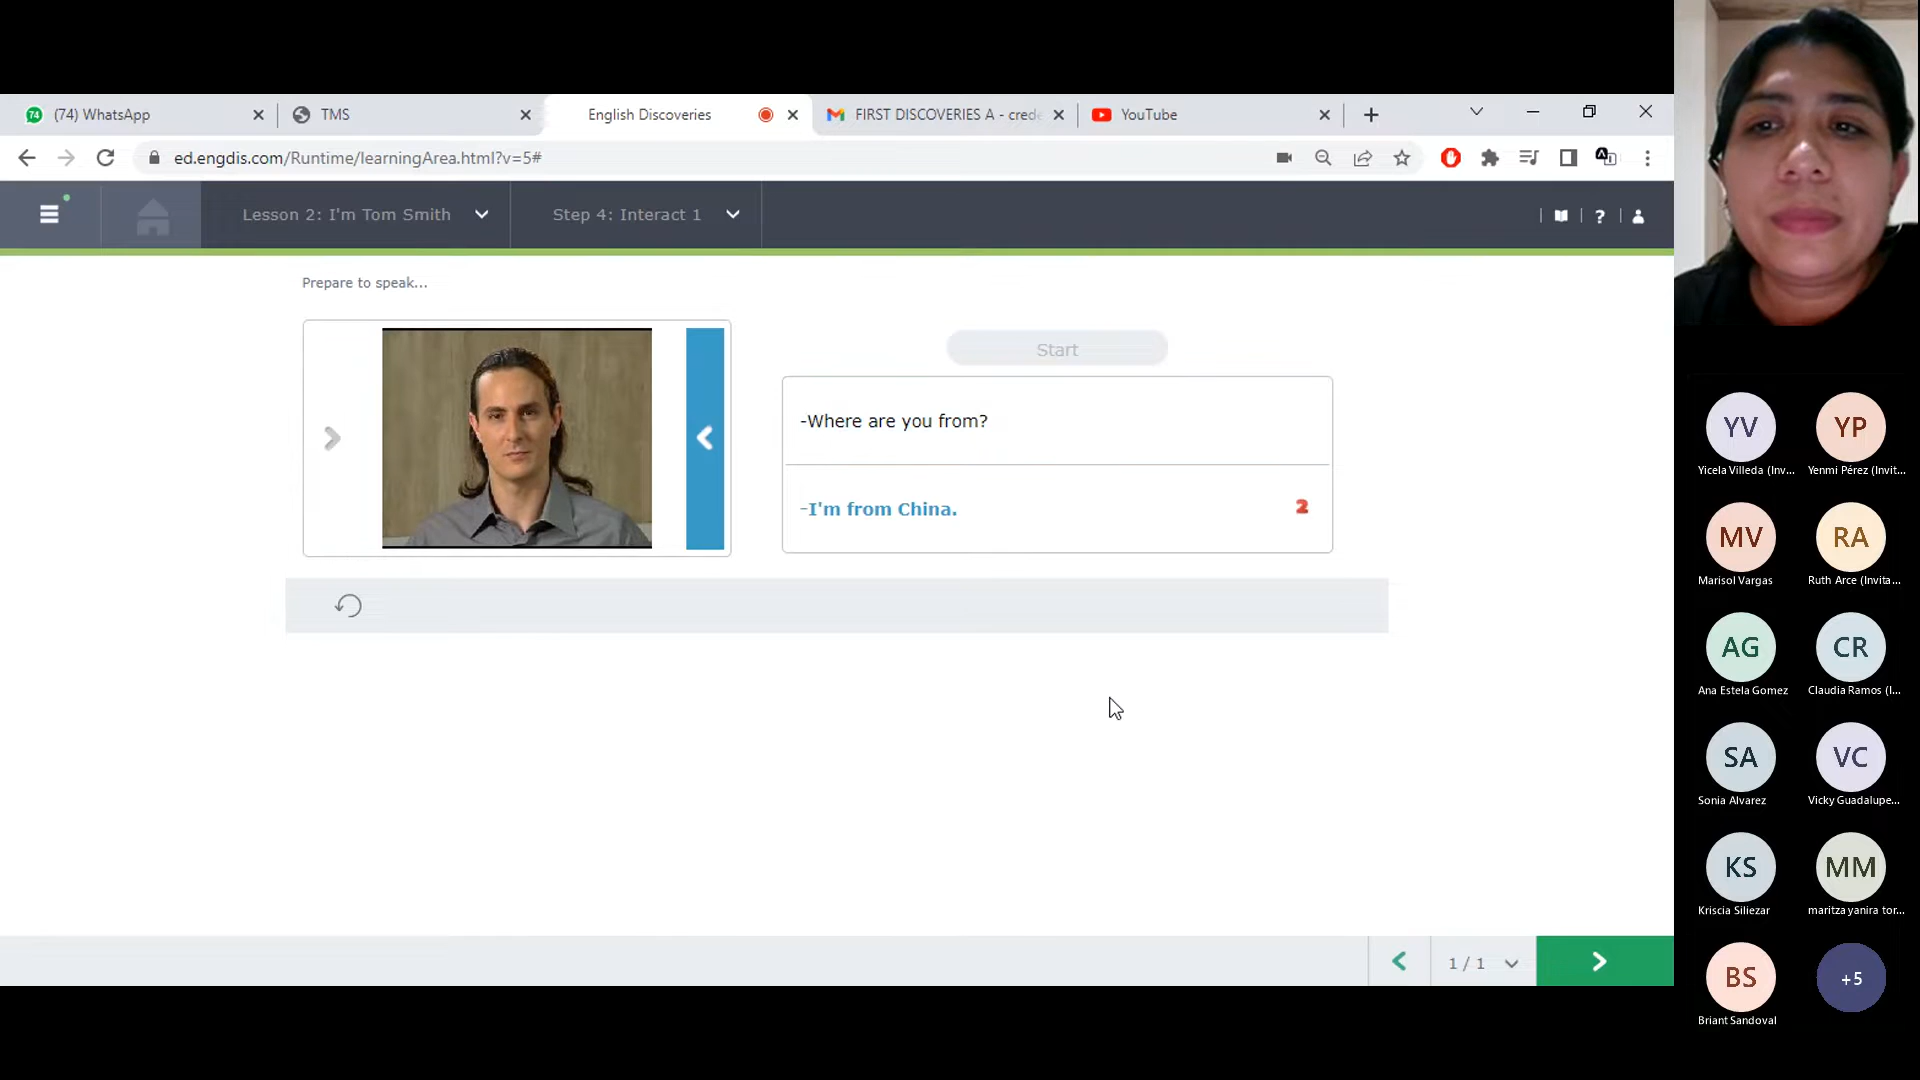 74
(74) WhatsApp
TMS
English Discoveries
FIRST DISCOVERIES A - crede
YouTube
ed.engdis.com/Runtime/learningArea.html?v=5#
Lesson 2: I'm Tom Smith
Step 4: Interact 1
?
Prepare to speak...
Start
-Where are you from?
-I'm from China.
2
1 / 1
YV
YP
Yicela Villeda (Inv...
Yenmi Pérez (Invit...
MV
RA
Marisol Vargas
Ruth Arce (Invita...
AG
CR
Ana Estela Gomez
Claudia Ramos (I...
SA
VC
Sonia Alvarez
Vicky Guadalupe...
KS
MM
Kriscia Siliezar
maritza yanira tor...
BS
+5
Briant Sandoval